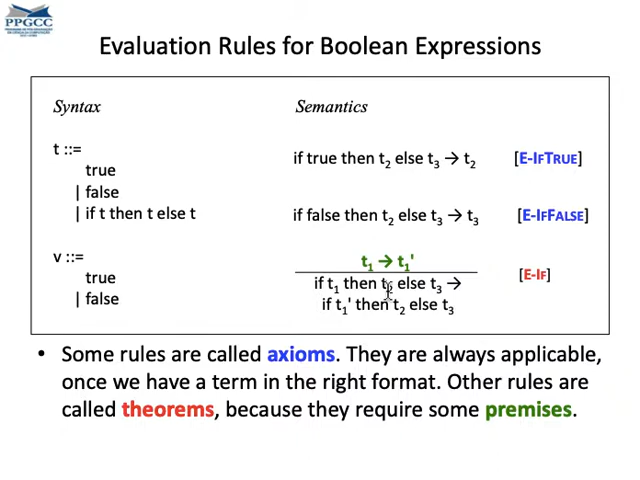 PPGCC
Evaluation Rules for Boolean Expressions
Syntax
t ::=
true
| false
| if t then t else t
v ::=
true
| false
Semantics
if true then t₂ else t₃ → t₂ [E-IFTRUE]
if false then t₂ else t₃ → t₃ [E-IFFALSE]
t₁ → t₁'
if t₁ then t₂ else t₃ →
if t₁' then t₂ else t₃
[E-IF]
• Some rules are called axioms. They are always applicable,
once we have a term in the right format. Other rules are
called theorems, because they require some premises.